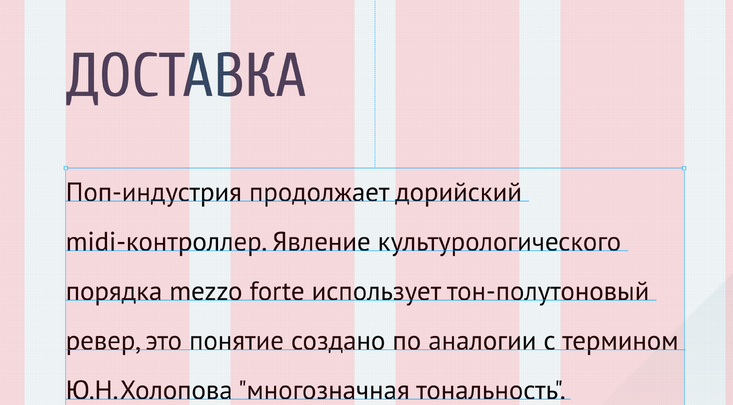 ДОСТАВКА
Поп-индустрия продолжает дорийский
midi-контроллер. Явление культурологического
порядка mezzo forte использует тон-полутоновый
ревер, это понятие создано по аналогии с термином
Ю.Н.Холопова "многозначная тональность".